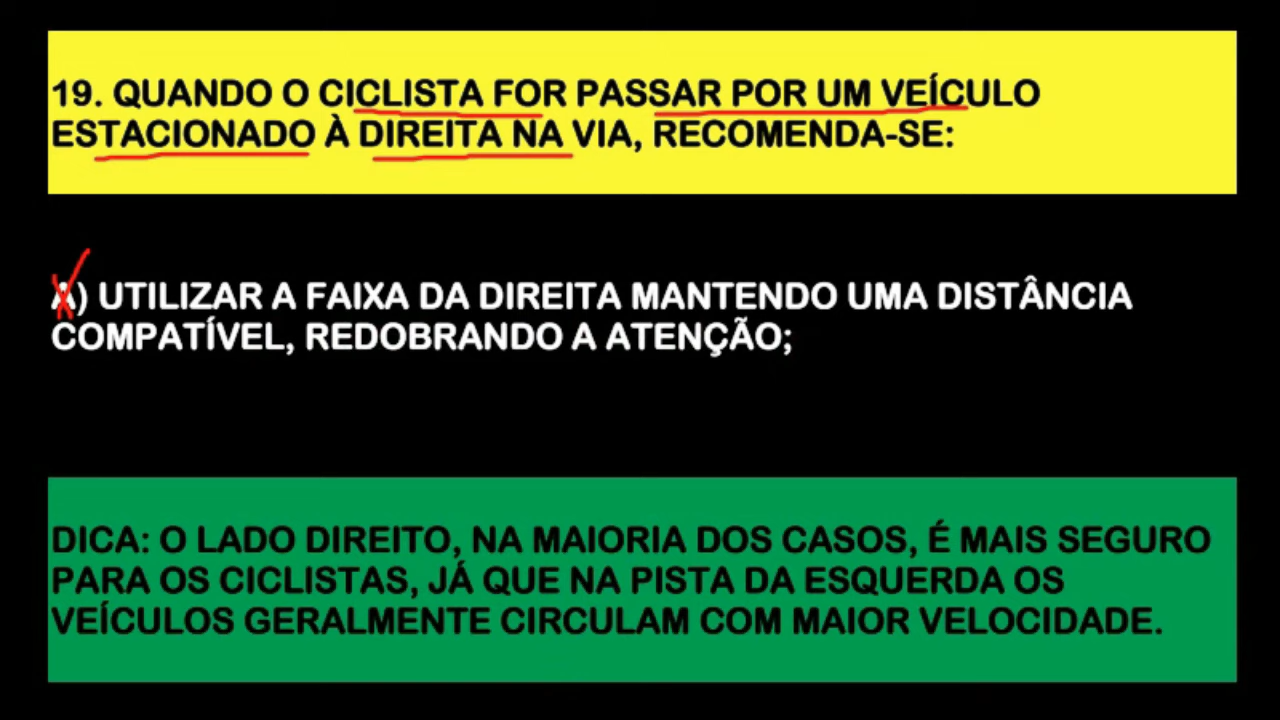 19. QUANDO O CICLISTA FOR PASSAR POR UM VEÍCULO
ESTACIONADO À DIREITA NA VIA, RECOMENDA-SE:
A) UTILIZAR A FAIXA DA DIREITA MANTENDO UMA DISTÂNCIA
COMPATÍVEL, REDOBRANDO A ATENÇÃO;
DICA: O LADO DIREITO, NA MAIORIA DOS CASOS, É MAIS SEGURO
PARA OS CICLISTAS, JÁ QUE NA PISTA DA ESQUERDA OS
VEÍCULOS GERALMENTE CIRCULAM COM MAIOR VELOCIDADE.